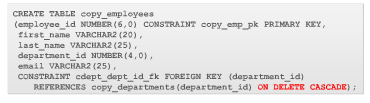 CREATE TABLE copy_employees
(employee_id NUMBER(6,0) CONSTRAINT copy_emp_pk PRIMARY KEY,
first_name VARCHAR2(20),
last_name VARCHAR2(25),
department_id NUMBER(4,0),
email VARCHAR2(25),
CONSTRAINT cdept_dept_id_fk FOREIGN KEY (department_id)
REFERENCES copy_departments(department_id) ON DELETE CASCADE);